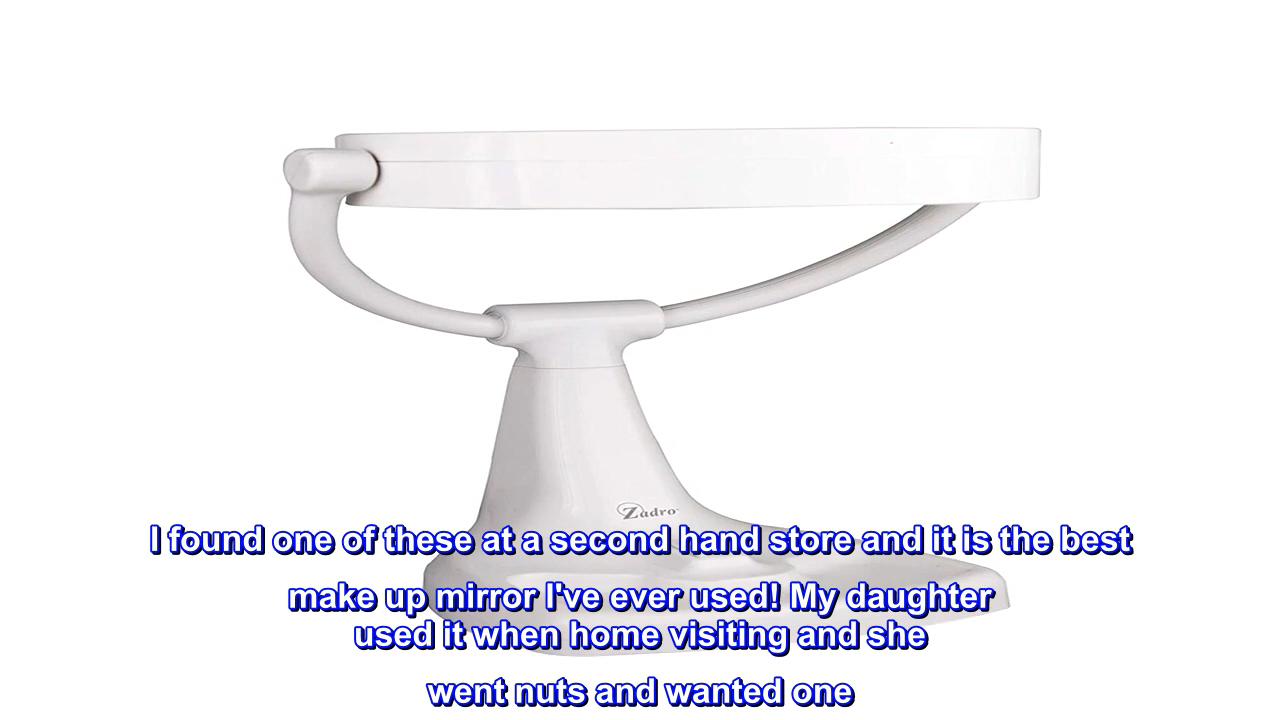 Zadro
I found one of these at a second hand store and it is the best
make up mirror I've ever used! My daughter
used it when home visiting and she
went nuts and wanted one